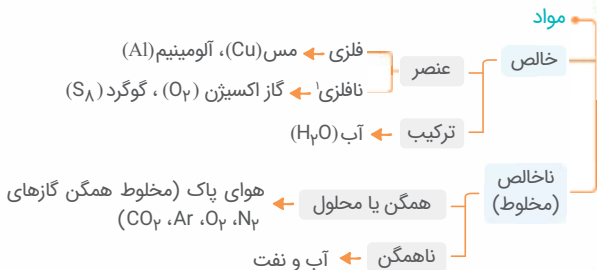 مواد
خالص
عنصر
فلزی مس(Cu)، آلومینیم(Al)
نافلزی۱ گاز اکسیژن (O۲) ، گوگرد (S۸)
ترکیب آب (H۲O)
ناخالص
(مخلوط)
همگن یا محلول
هوای پاک (مخلوط همگن گازهای
N۲، O۲، Ar، CO۲)
ناهمگن آب و نفت